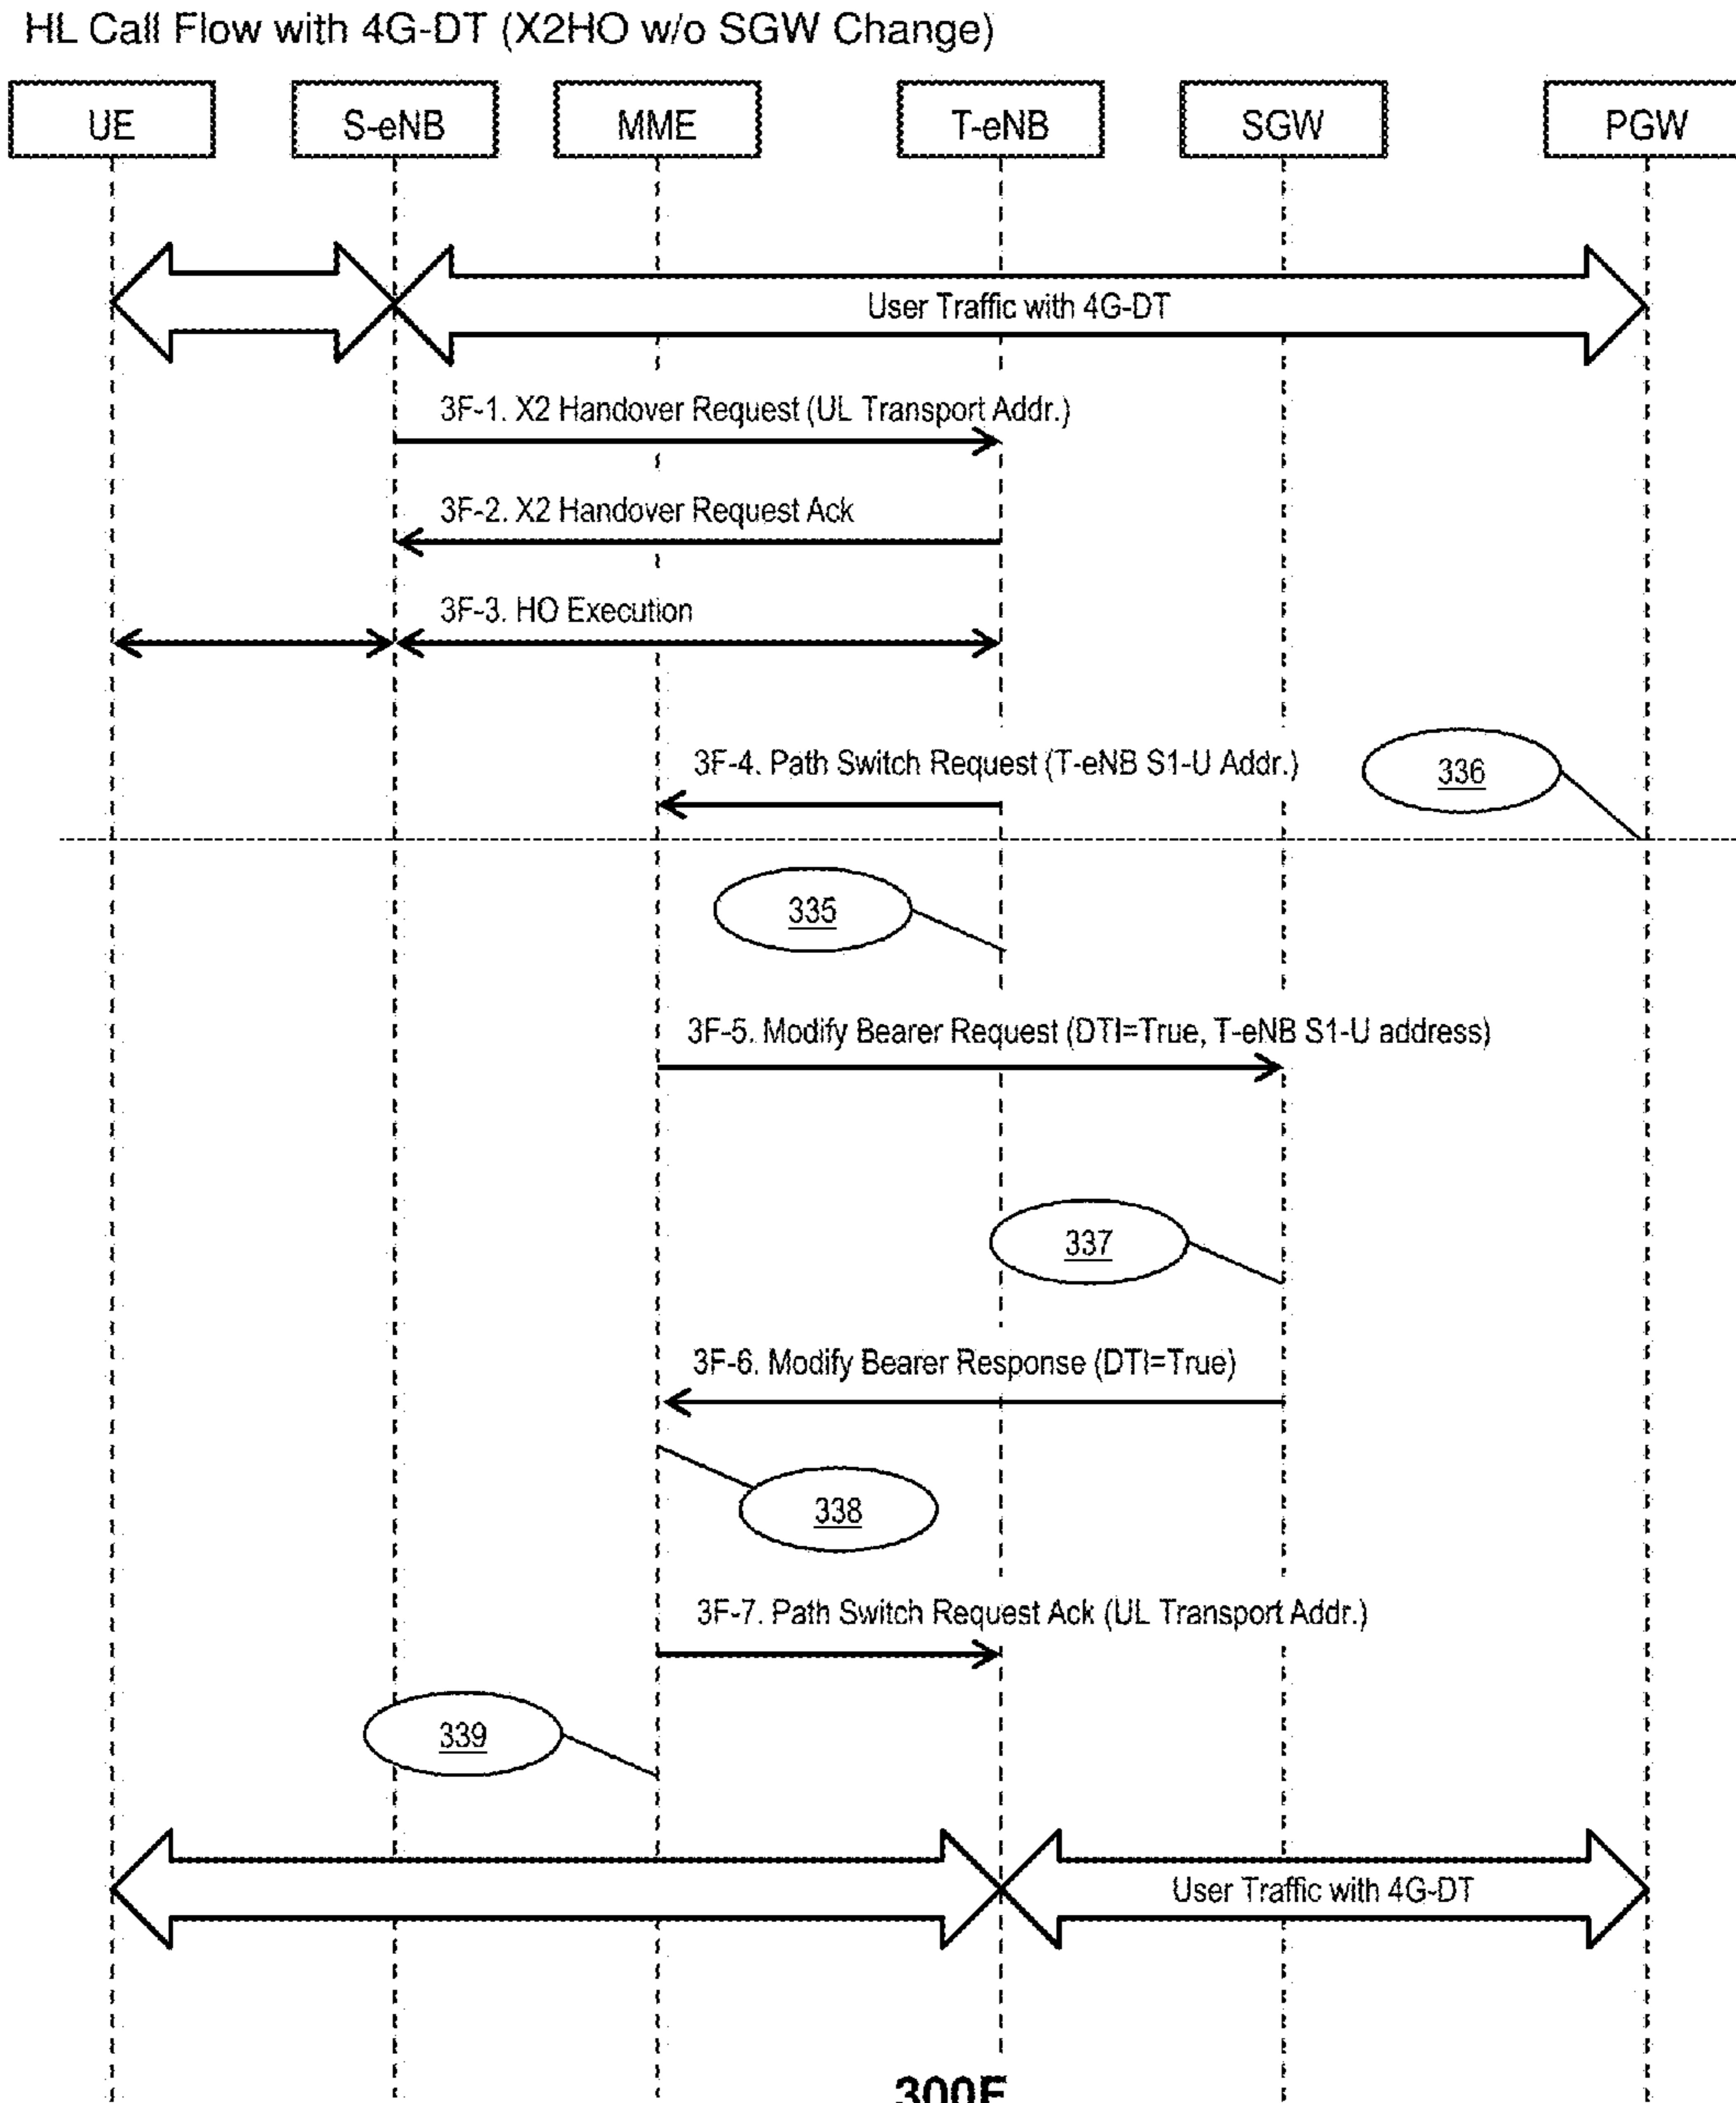 HL Call Flow with 4G-DT (X2HO w/o SGW Change)
UE S-eNB MME T-eNB SGW PGW
User Traffic with 4G-DT
3F-1. X2 Handover Request (UL Transport Addr.)
3F-2. X2 Handover Request Ack
3F-3. HO Execution
3F-4. Path Switch Request (T-eNB S1-U Addr.)
336
335
3F-5. Modify Bearer Request (DTI=True, T-eNB S1-U address)
337
3F-6. Modify Bearer Response (DTI=True)
338
3F-7. Path Switch Request Ack (UL Transport Addr.)
339
User Traffic with 4G-DT